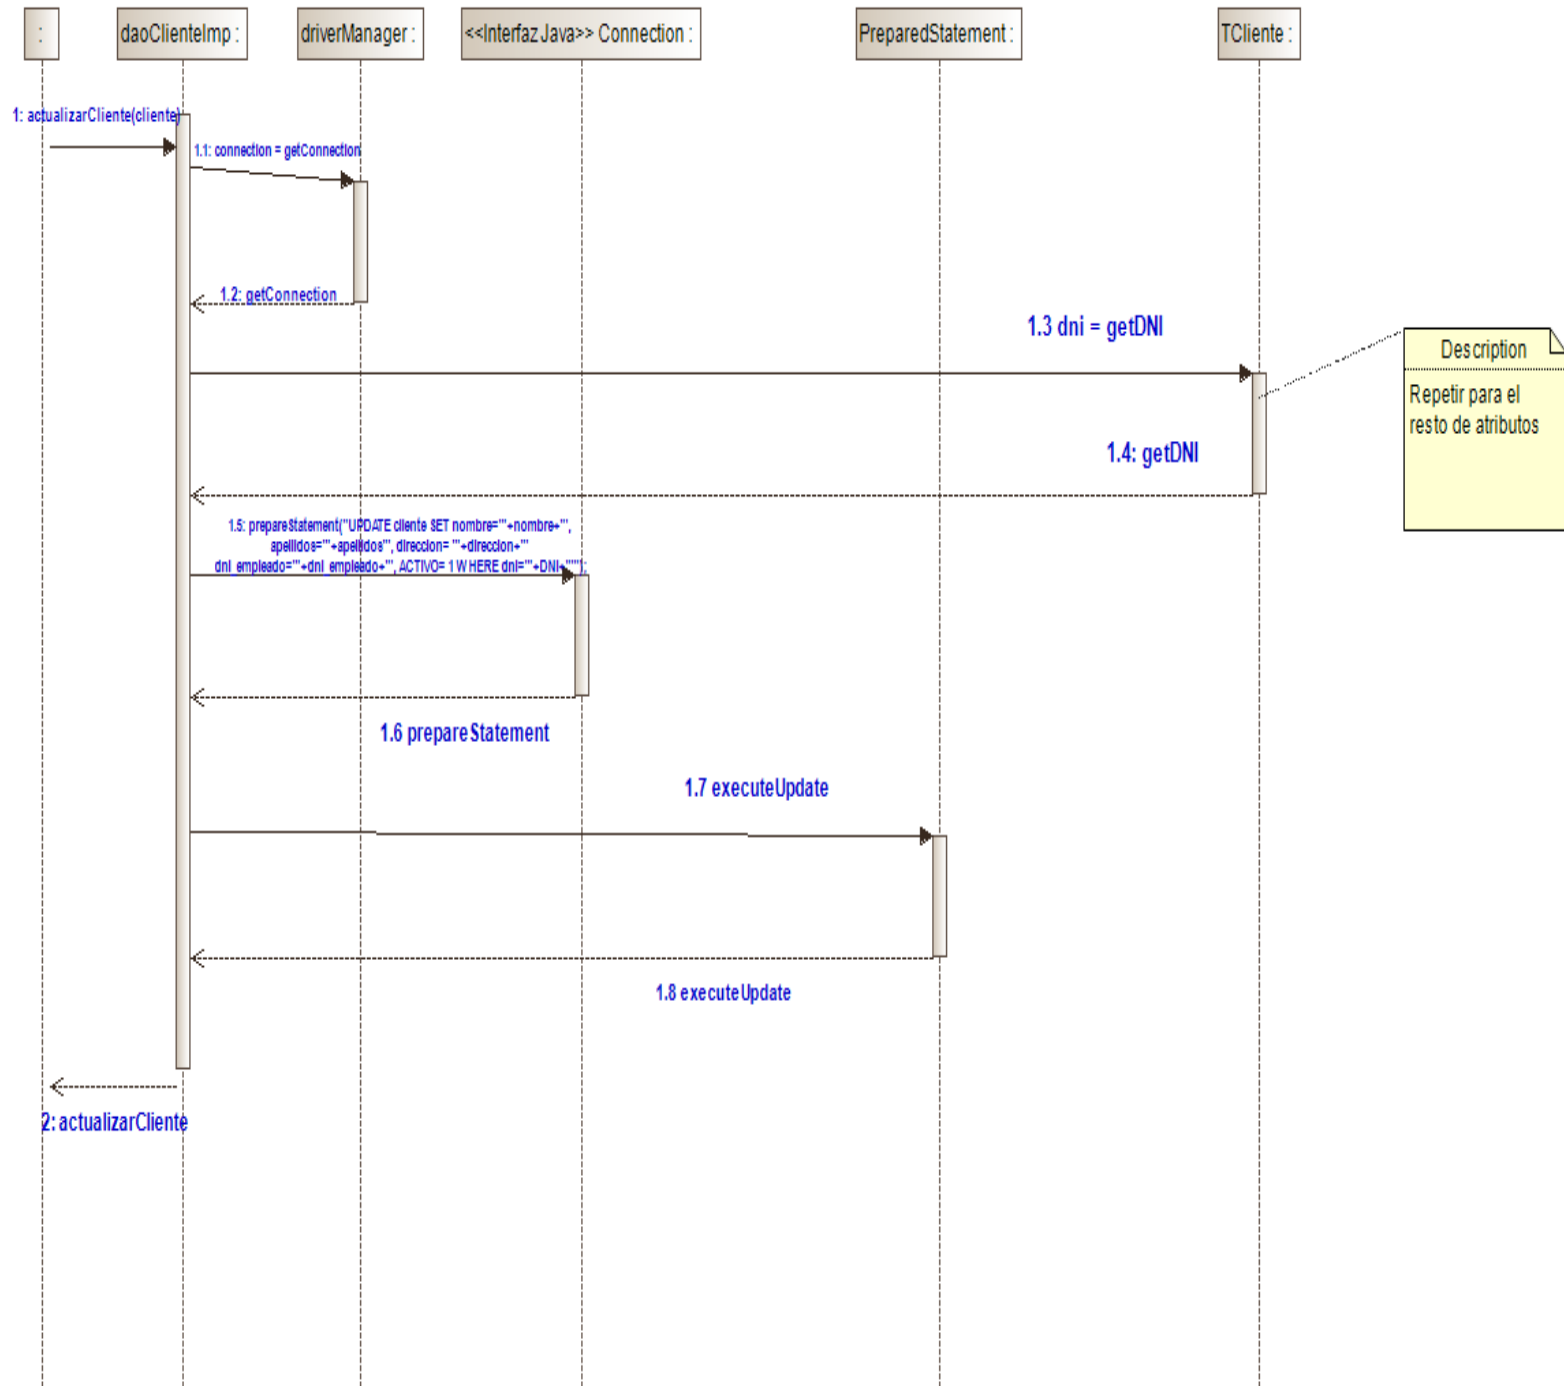 :
daoClienteImp :
driverManager :
<<Interfaz Java>> Connection :
PreparedStatement :
TCliente :
1: actualizarCliente(cliente)
1.1: connection = getConnection
1.2: getConnection
1.3 dni = getDNI
Description
Repetir para el
resto de atributos
1.4: getDNI
1.5: prepareStatement("UPDATE cliente SET nombre='"+nombre+"',
apellidos='"+apellidos"', direccion= '"+direccion+"'
dni_empleado='"+dni_empleado+"', ACTIVO= 1 WHERE dni='"+DNI+"'");
1.6 prepareStatement
1.7 executeUpdate
1.8 executeUpdate
2: actualizarCliente